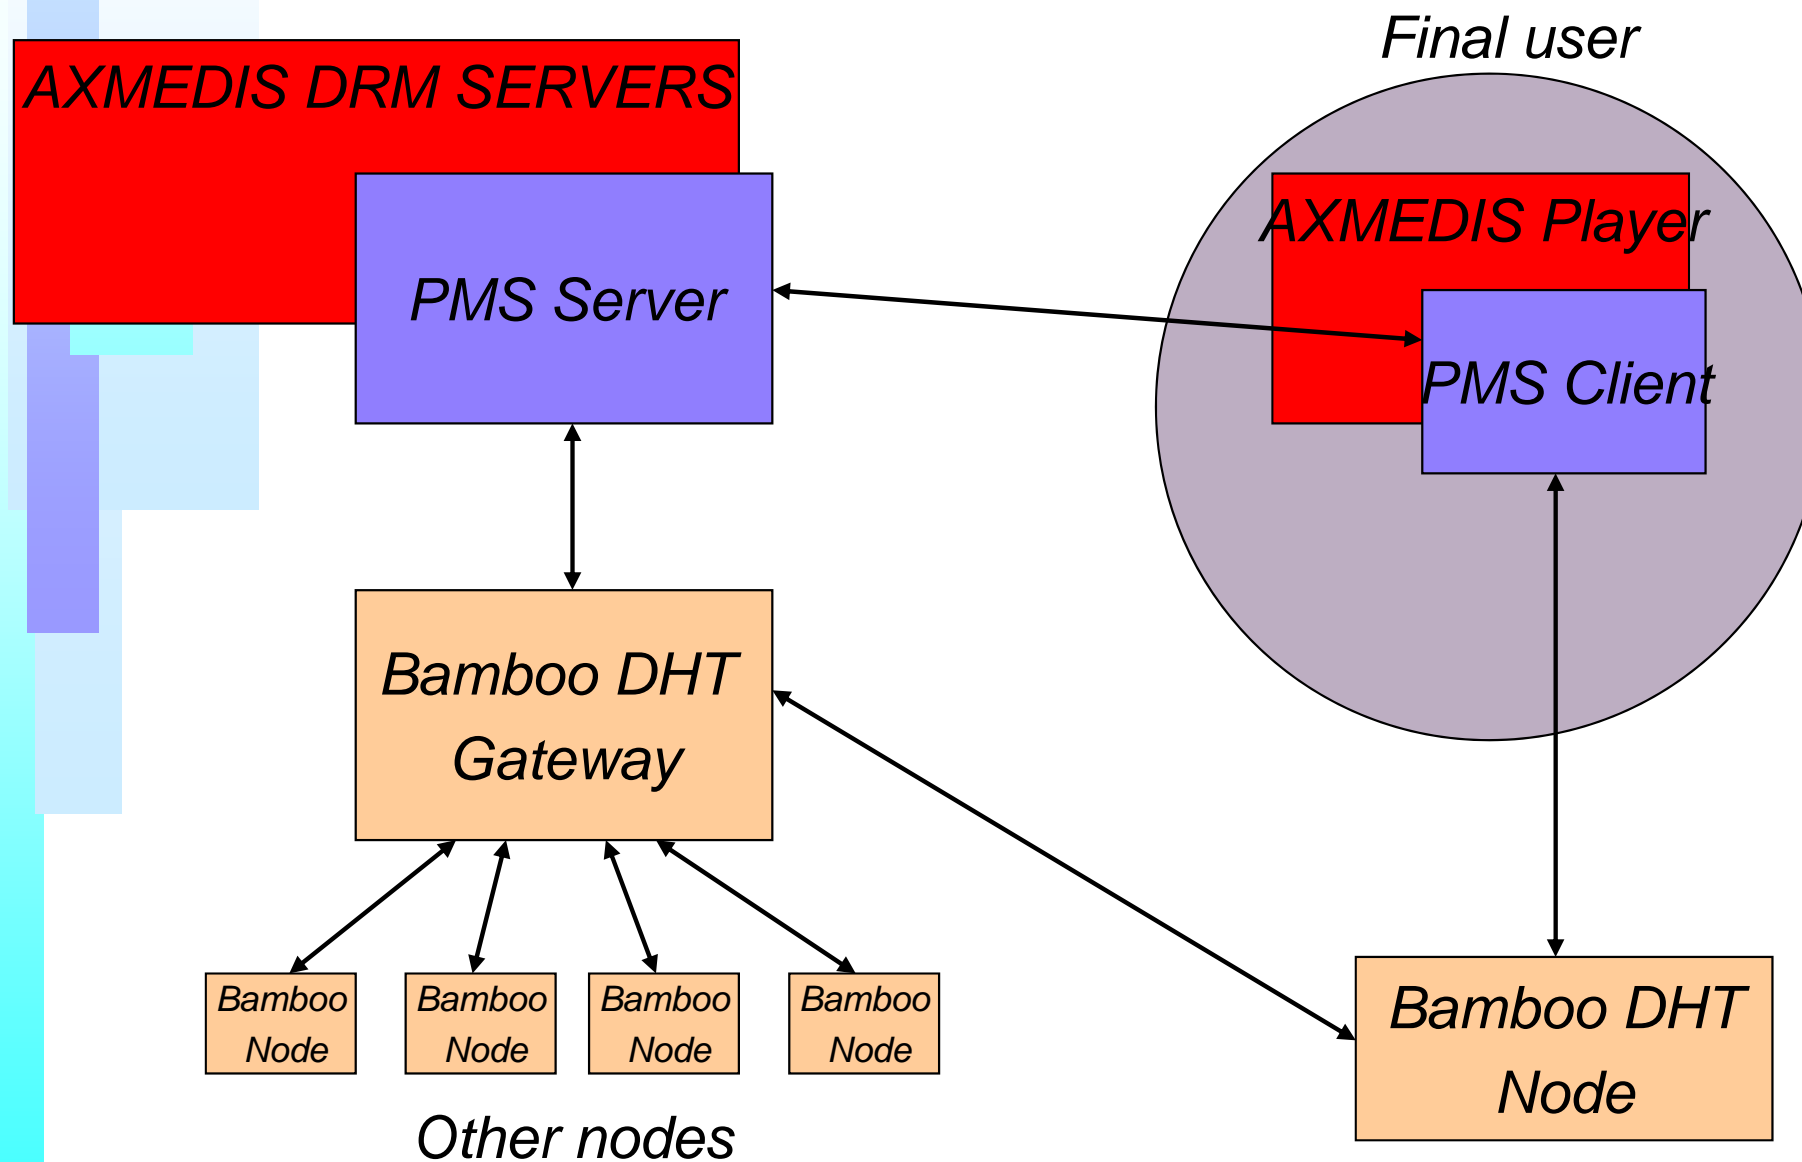 Final user
AXMEDIS DRM SERVERS
AXMEDIS Player
PMS Server
PMS Client
Bamboo DHT
Gateway
Bamboo
Node
Bamboo
Node
Bamboo
Node
Bamboo
Node
Bamboo DHT
Node
Other nodes